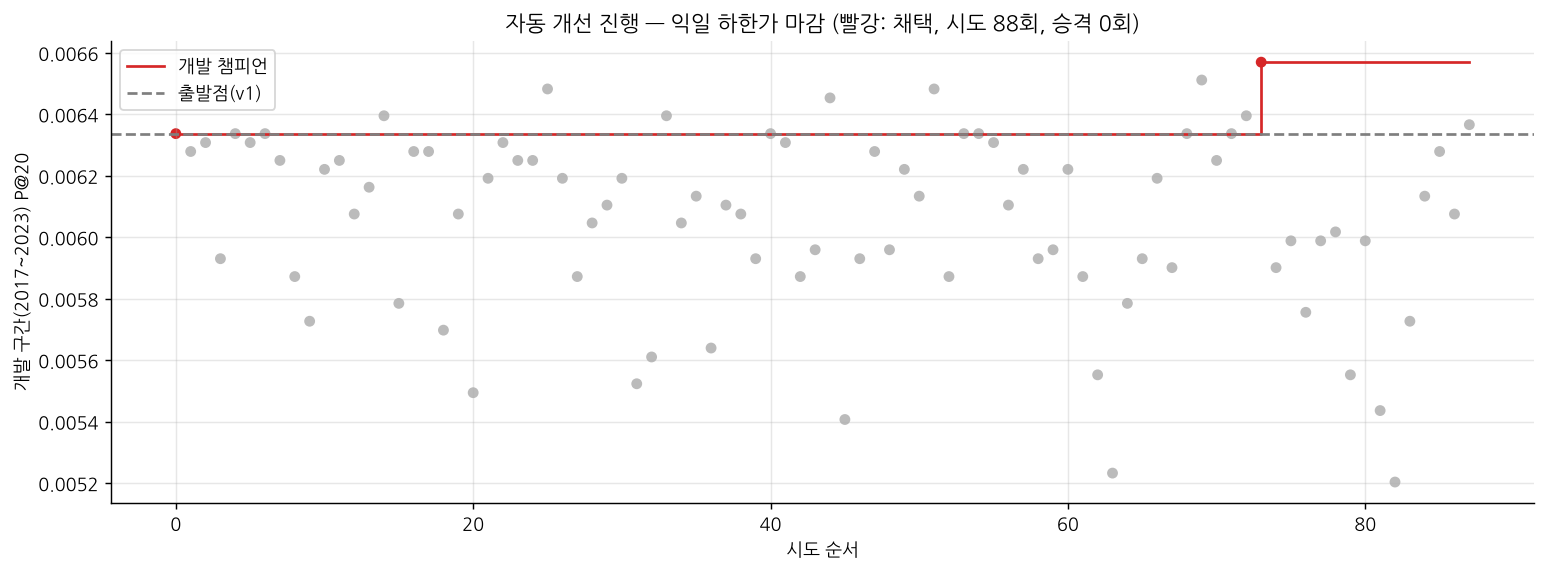 자동 개선 진행 — 익일 하한가 마감 (빨강: 채택, 시도 88회, 승격 0회)
개발 챔피언
출발점(v1)
개발 구간(2017~2023) P@20
0.0066
0.0064
0.0062
0.0060
0.0058
0.0056
0.0054
0.0052
0
20
40
60
80
시도 순서